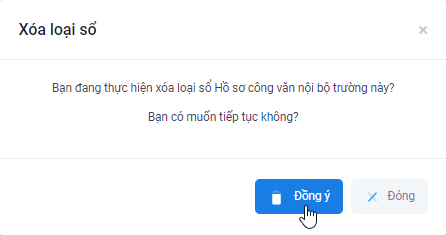 Xóa loại sổ
Bạn đang thực hiện xóa loại sổ Hồ sơ công văn nội bộ trường này?
Bạn có muốn tiếp tục không?
Đồng ý
Đóng